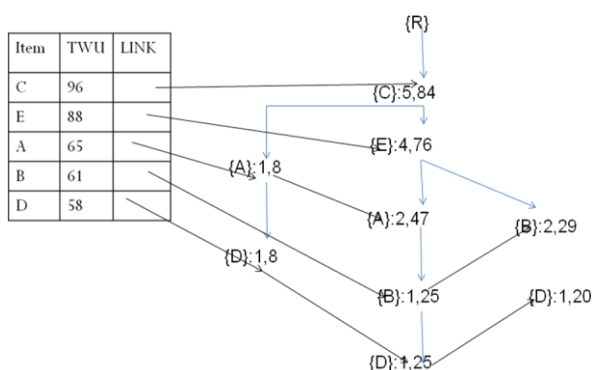 {R}
Item TWU LINK
C 96
E 88
A 65
B 61
D 58
{C}:5,84
{E}:4,76
{A}:1,8
{A}:2,47
{B}:2,29
{D}:1,8
{B}:1,25
{D}:1,20
{D}:1,25